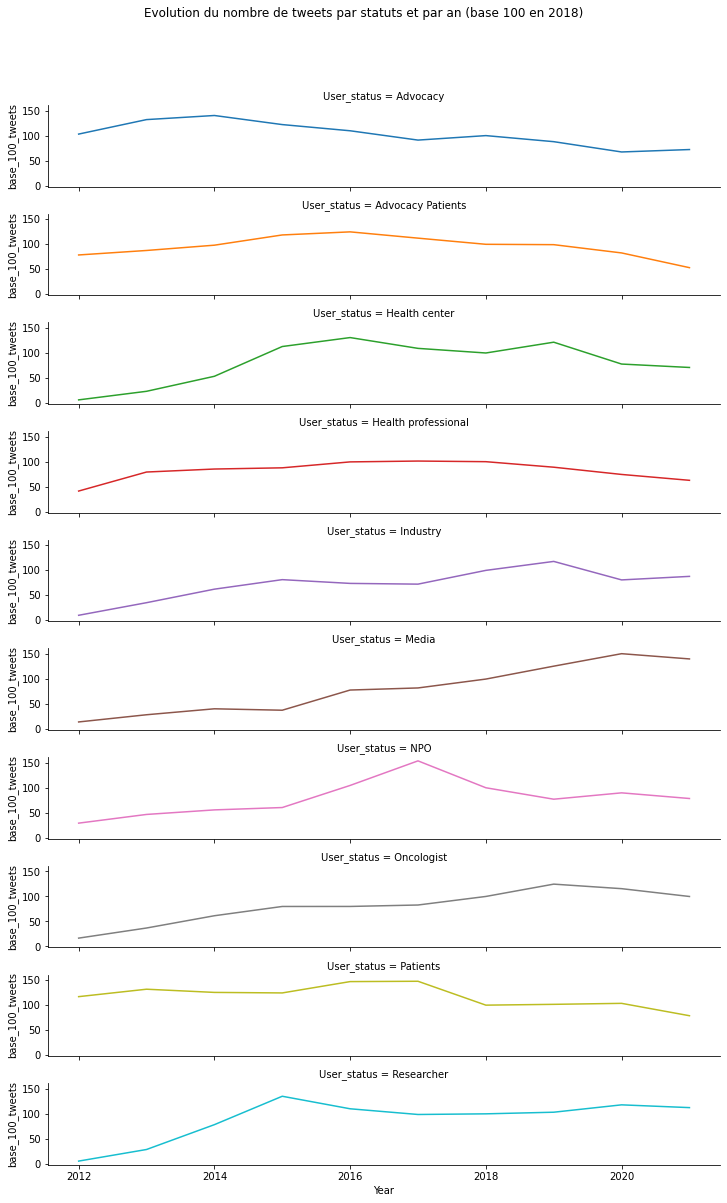 Evolution du nombre de tweets par statuts et par an (base 100 en 2018)
User_status = Advocacy
base_100_tweets
150
100
50
0
User_status = Advocacy Patients
base_100_tweets
150
100
50
0
User_status = Health center
base_100_tweets
150
100
50
0
User_status = Health professional
base_100_tweets
150
100
50
0
User_status = Industry
base_100_tweets
150
100
50
0
User_status = Media
base_100_tweets
150
100
50
0
User_status = NPO
base_100_tweets
150
100
50
0
User_status = Oncologist
base_100_tweets
150
100
50
0
User_status = Patients
base_100_tweets
150
100
50
0
User_status = Researcher
base_100_tweets
150
100
50
0
2012 2014 2016 2018 2020
Year